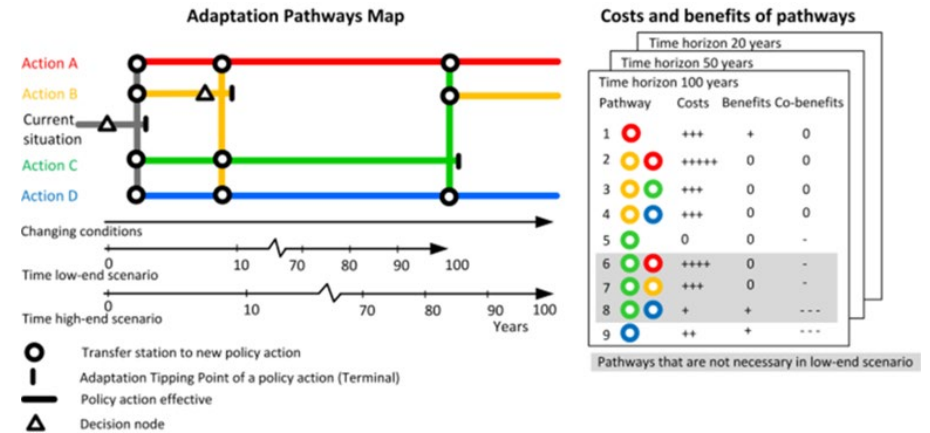 Adaptation Pathways Map
Action A
Action B
Current
situation
Action C
Action D
Changing conditions
0 10 70 80 90 100
Time low-end scenario
0 10 70 80 90 100
Time high-end scenario
Years
Transfer station to new policy action
Adaptation Tipping Point of a policy action (Terminal)
Policy action effective
Decision node
Costs and benefits of pathways
Time horizon 20 years
Time horizon 50 years
Time horizon 100 years
Pathway Costs Benefits Co-benefits
1 +++ + 0
2 +++++ 0 0
3 +++ 0 0
4 +++ 0 0
5 0 0 -
6 ++++ 0 -
7 +++ 0 -
8 + + - - -
9 ++ + - - -
Pathways that are not necessary in low-end scenario